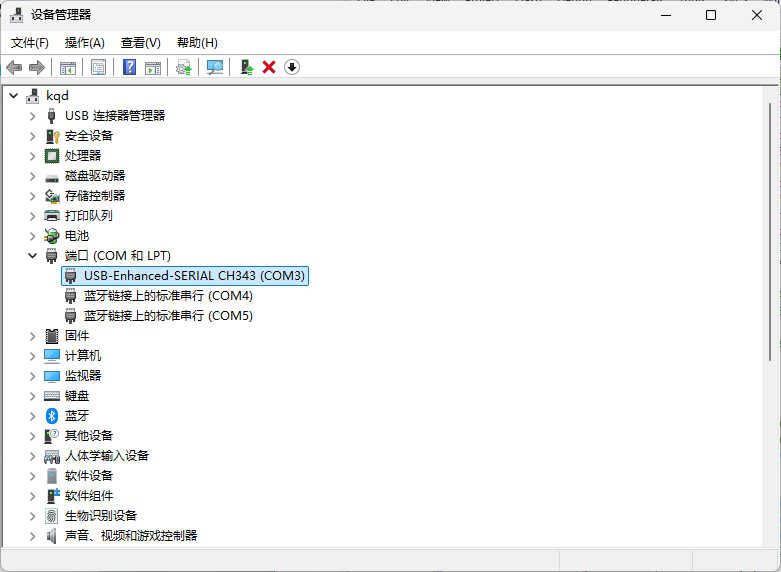 设备管理器
文件(F) 操作(A) 查看(V) 帮助(H)
kqd
USB 连接器管理器
安全设备
处理器
磁盘驱动器
存储控制器
打印队列
电池
端口 (COM 和 LPT)
USB-Enhanced-SERIAL CH343 (COM3)
蓝牙链接上的标准串行 (COM4)
蓝牙链接上的标准串行 (COM5)
固件
计算机
监视器
键盘
蓝牙
其他设备
人体学输入设备
软件设备
软件组件
生物识别设备
声音、视频和游戏控制器